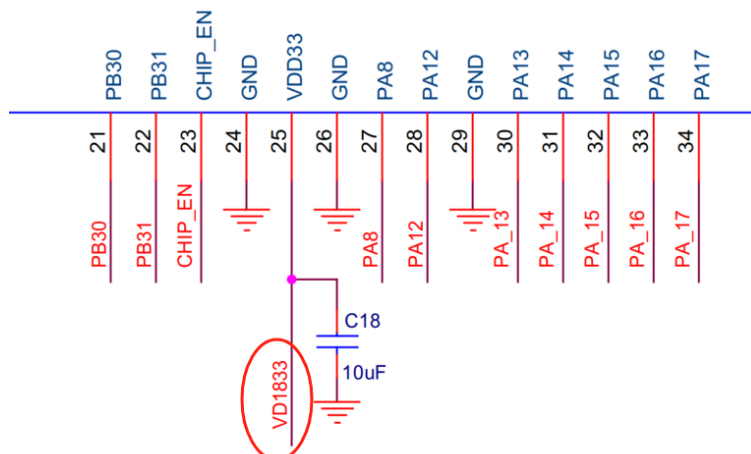 PB30
PB31
CHIP_EN
GND
VDD33
GND
PA8
PA12
GND
PA13
PA14
PA15
PA16
PA17
21
22
23
24
25
26
27
28
29
30
31
32
33
34
PB30
PB31
CHIP_EN
PA8
PA12
PA_13
PA_14
PA_15
PA_16
PA_17
C18
10uF
VD1833